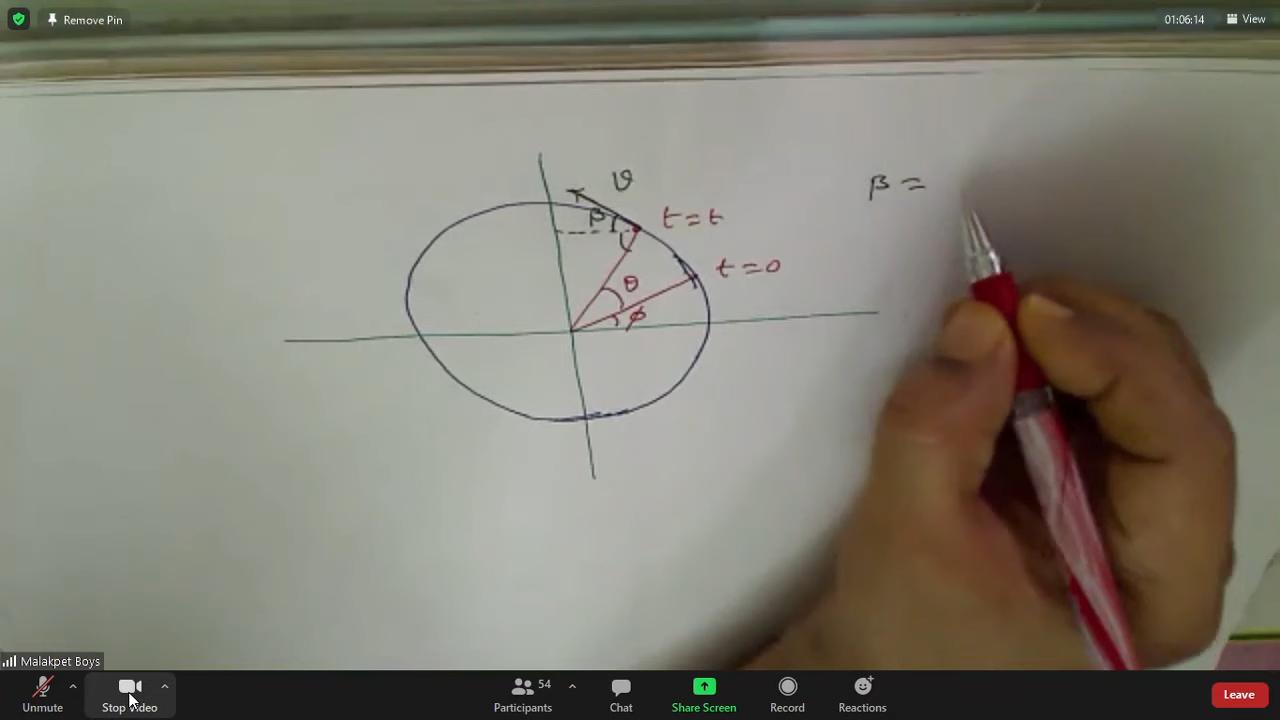 Remove Pin
01:06:14
View
ϑ
β =
β
t = t
t = 0
θ
φ
Malakpet Boys
Unmute
Stop Video
54
Participants
Chat
Share Screen
Record
Reactions
Leave